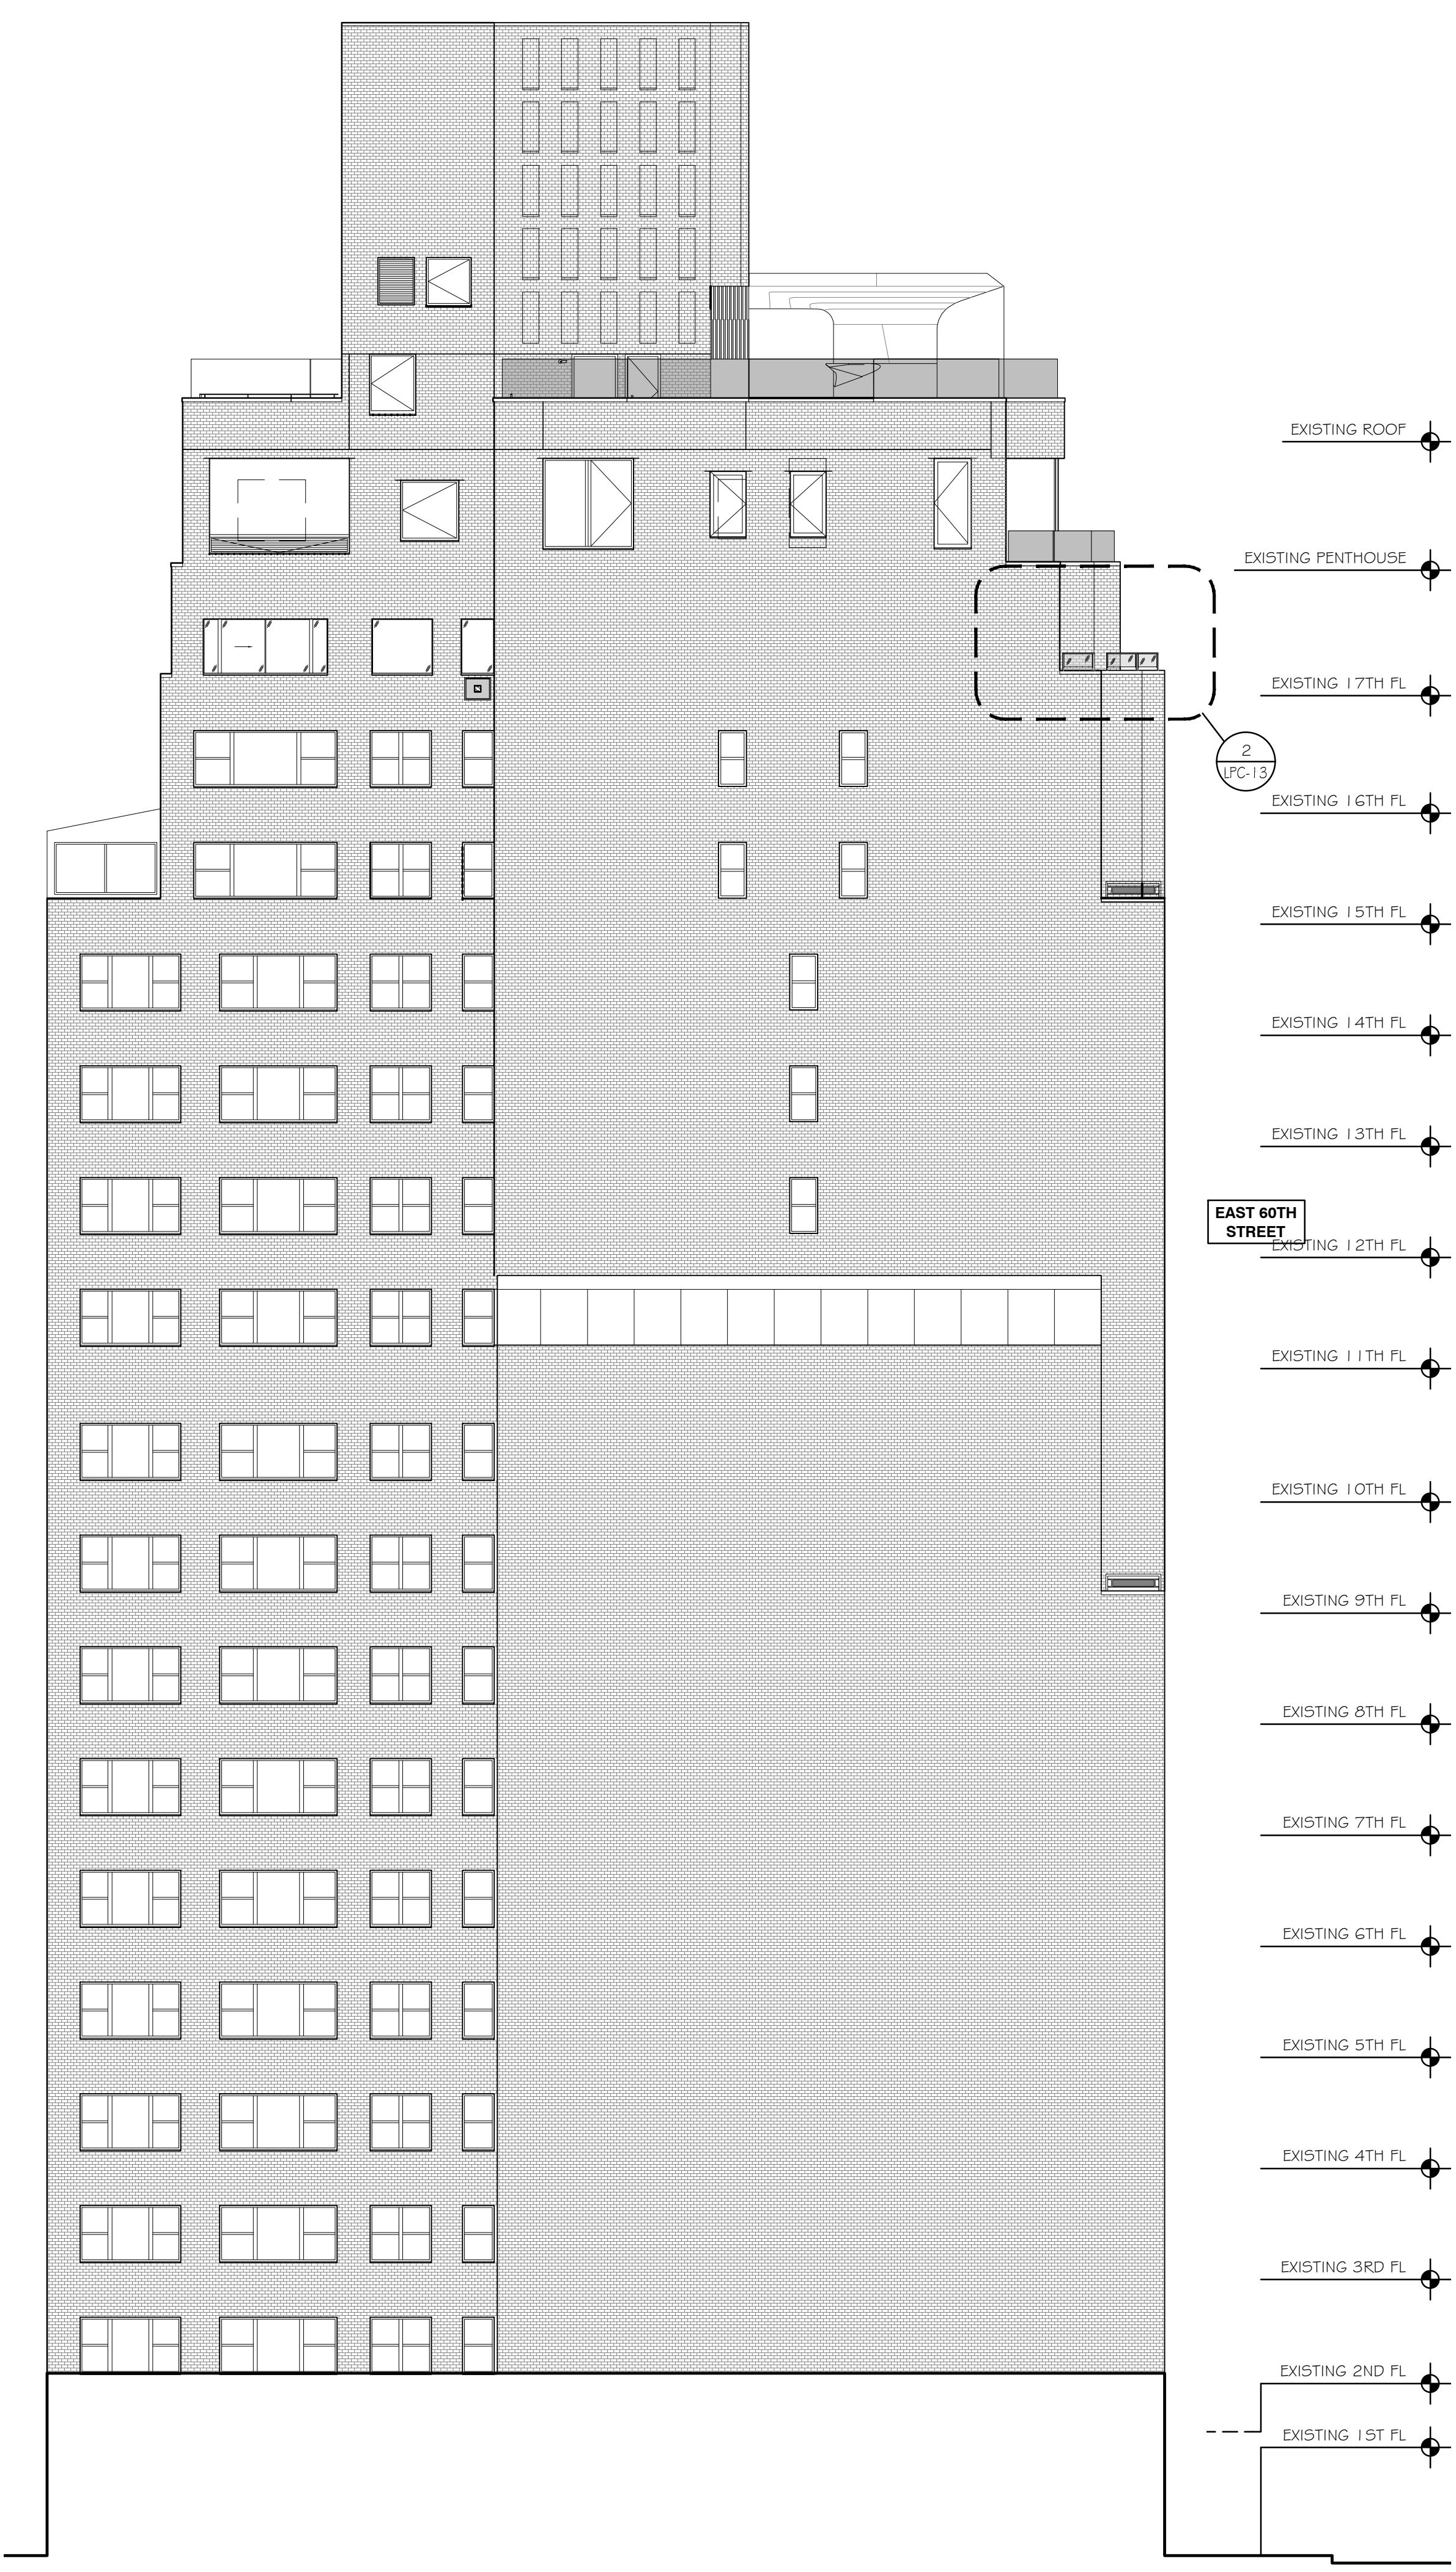 EXISTING ROOF
EXISTING PENTHOUSE
EXISTING 17TH FL
2
LPC-13
EXISTING 16TH FL
EXISTING 15TH FL
EXISTING 14TH FL
EXISTING 13TH FL
EAST 60TH
STREET
EXISTING 12TH FL
EXISTING 11TH FL
EXISTING 10TH FL
EXISTING 9TH FL
EXISTING 8TH FL
EXISTING 7TH FL
EXISTING 6TH FL
EXISTING 5TH FL
EXISTING 4TH FL
EXISTING 3RD FL
EXISTING 2ND FL
EXISTING 1ST FL